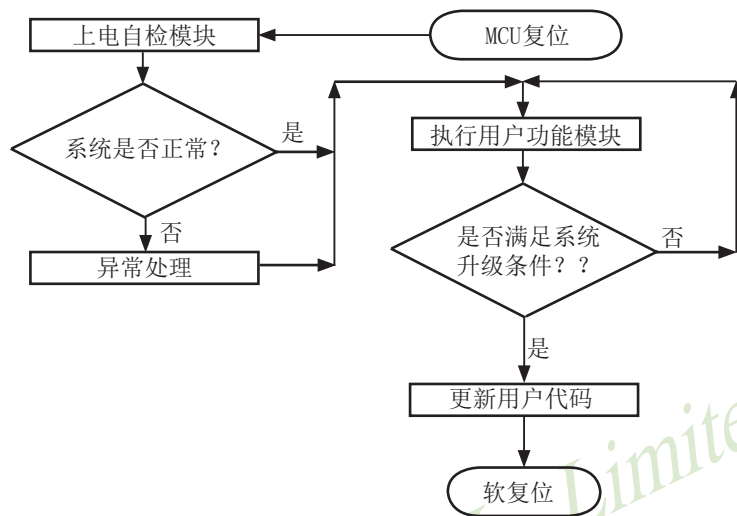 上电自检模块
MCU复位
系统是否正常?
是
否
异常处理
执行用户功能模块
是否满足系统
升级条件??
否
是
更新用户代码
软复位
Limite